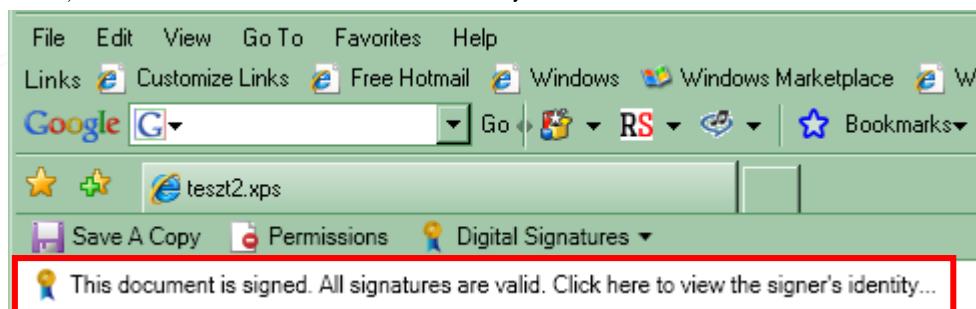 File Edit View Go To Favorites Help
Links Customize Links Free Hotmail Windows Windows Marketplace
Google G Go RS Bookmarks
teszt2.xps
Save A Copy Permissions Digital Signatures
This document is signed. All signatures are valid. Click here to view the signer's identity...